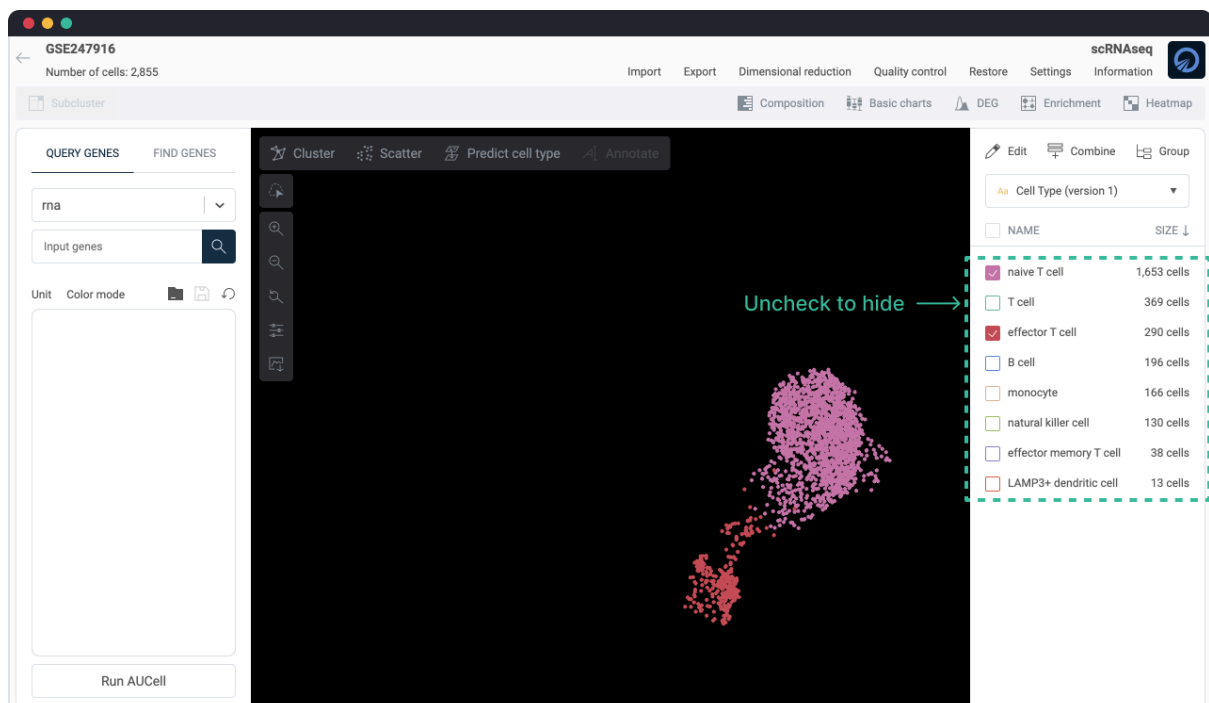 GSE247916
Number of cells: 2,855
scRNAseq
Import Export Dimensional reduction Quality control Restore Settings Information
Subcluster
Composition Basic charts DEG Enrichment Heatmap
QUERY GENES FIND GENES
rna
Input genes
Unit Color mode
Run AUCell
Cluster Scatter Predict cell type Annotate
Uncheck to hide
Edit Combine Group
Aa Cell Type (version 1)
NAME SIZE ↓
naive T cell 1,653 cells
T cell 369 cells
effector T cell 290 cells
B cell 196 cells
monocyte 166 cells
natural killer cell 130 cells
effector memory T cell 38 cells
LAMP3+ dendritic cell 13 cells